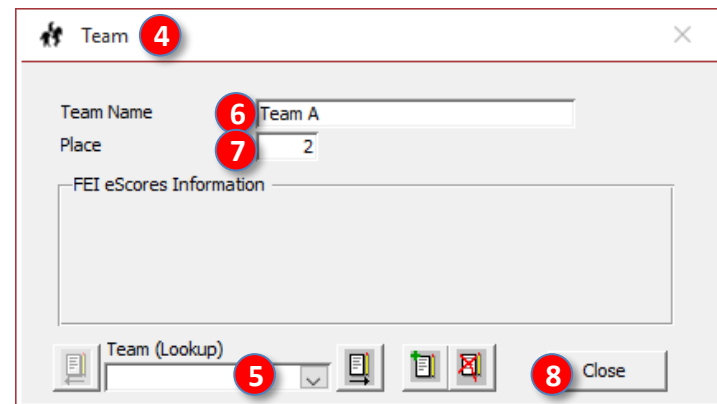 Team 4
Team Name 6 Team A
Place 7 2
FEI eScores Information
Team (Lookup)
5
8 Close